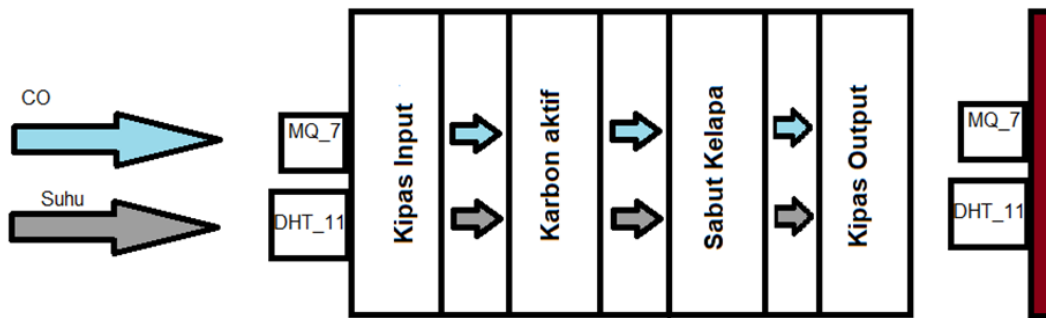 CO
Suhu
MQ_7
DHT_11
Kipas Input
Karbon aktif
Sabut Kelapa
Kipas Output
MQ_7
DHT_11